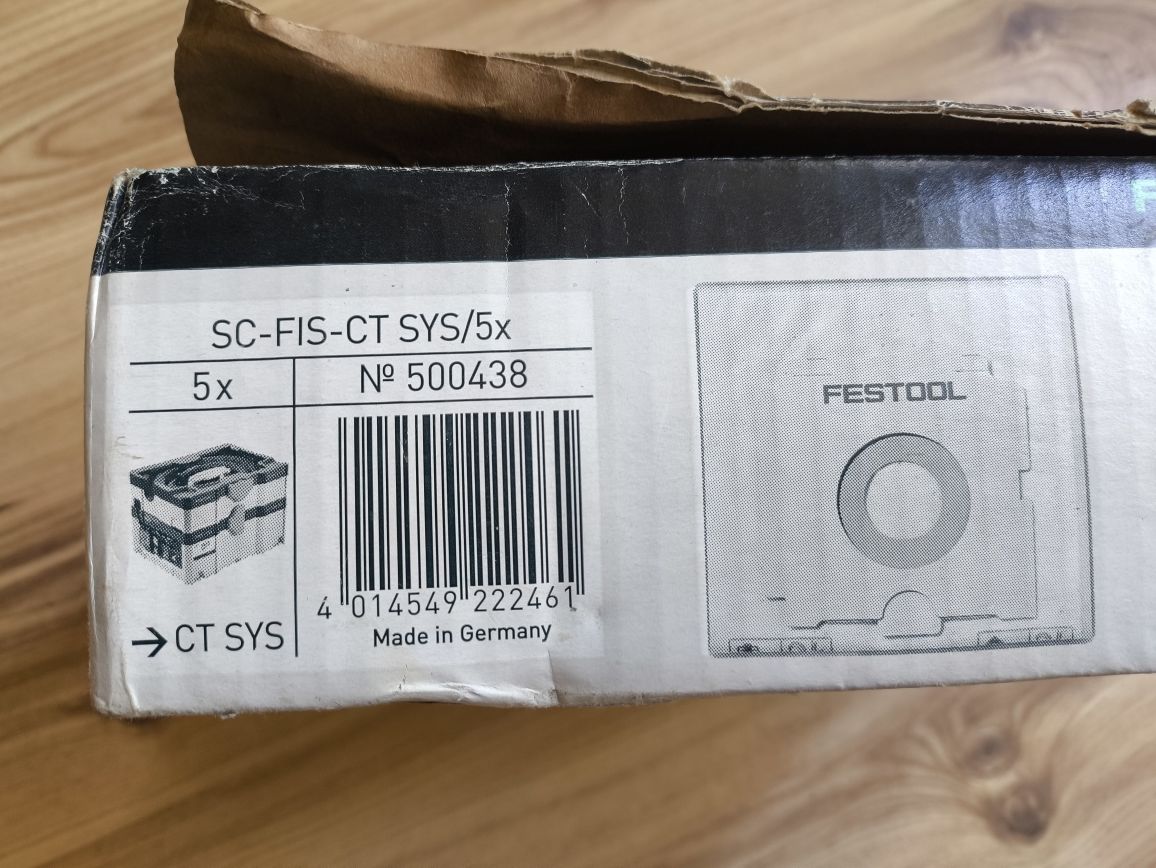 SC-FIS-CT SYS/5x
5x
Nº 500438
4 014549 222461
Made in Germany
→ CT SYS
FESTOOL